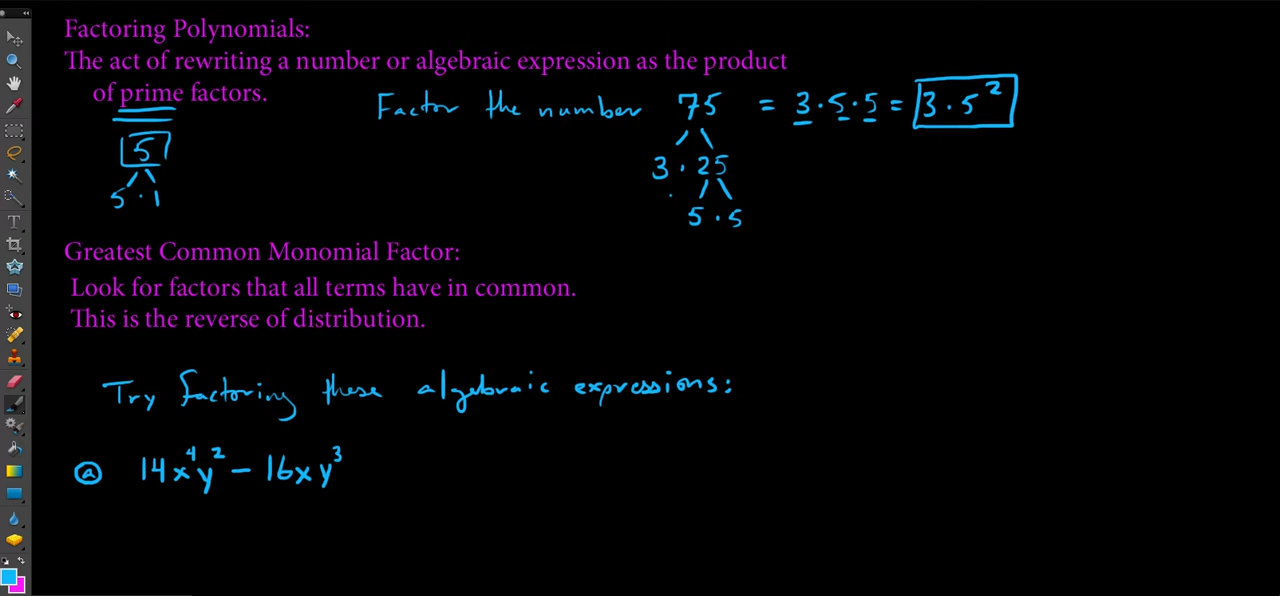 Factoring Polynomials:
The act of rewriting a number or algebraic expression as the product
of prime factors.
Factor the number 75 = 3·5·5 = 3·5²
5
5·1
3·25
5·5
Greatest Common Monomial Factor:
Look for factors that all terms have in common.
This is the reverse of distribution.
Try factoring these algebraic expressions:
ⓐ 14x⁴y² − 16xy³